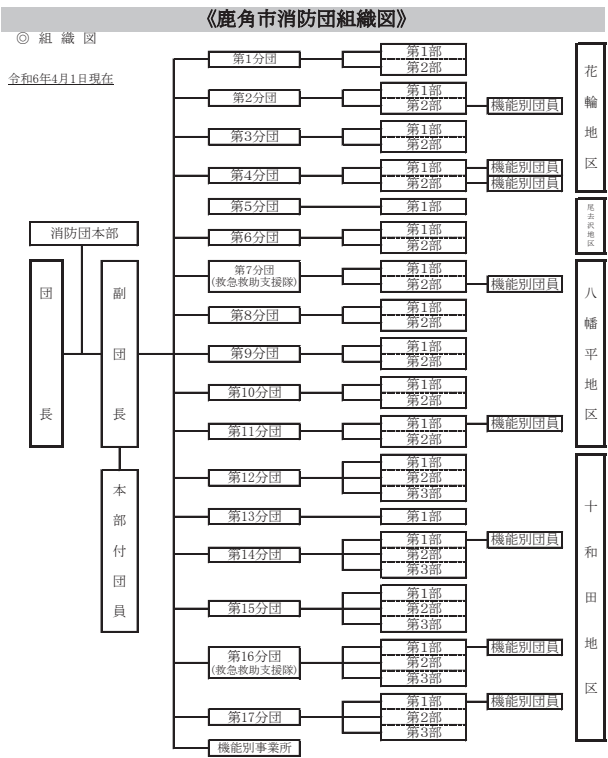 《鹿角市消防団組織図》
◎ 組 織 図
令和6年4月1日現在
消防団本部
団長
副団長
本部付団員
第1分団
第1部
第2部
第2分団
第1部
第2部
機能別団員
第3分団
第1部
第2部
第4分団
第1部
機能別団員
第2部
機能別団員
花輪地区
第5分団
第1部
第6分団
第1部
第2部
尾去沢地区
第7分団
(救急救助支援隊)
第1部
第2部
機能別団員
第8分団
第1部
第2部
第9分団
第1部
第2部
第10分団
第1部
第2部
第11分団
第1部
機能別団員
第2部
八幡平地区
第12分団
第1部
第2部
第3部
第13分団
第1部
第14分団
第1部
機能別団員
第2部
第3部
第15分団
第1部
第2部
第3部
第16分団
(救急救助支援隊)
第1部
機能別団員
第2部
第3部
第17分団
第1部
機能別団員
第2部
第3部
十和田地区
機能別事業所